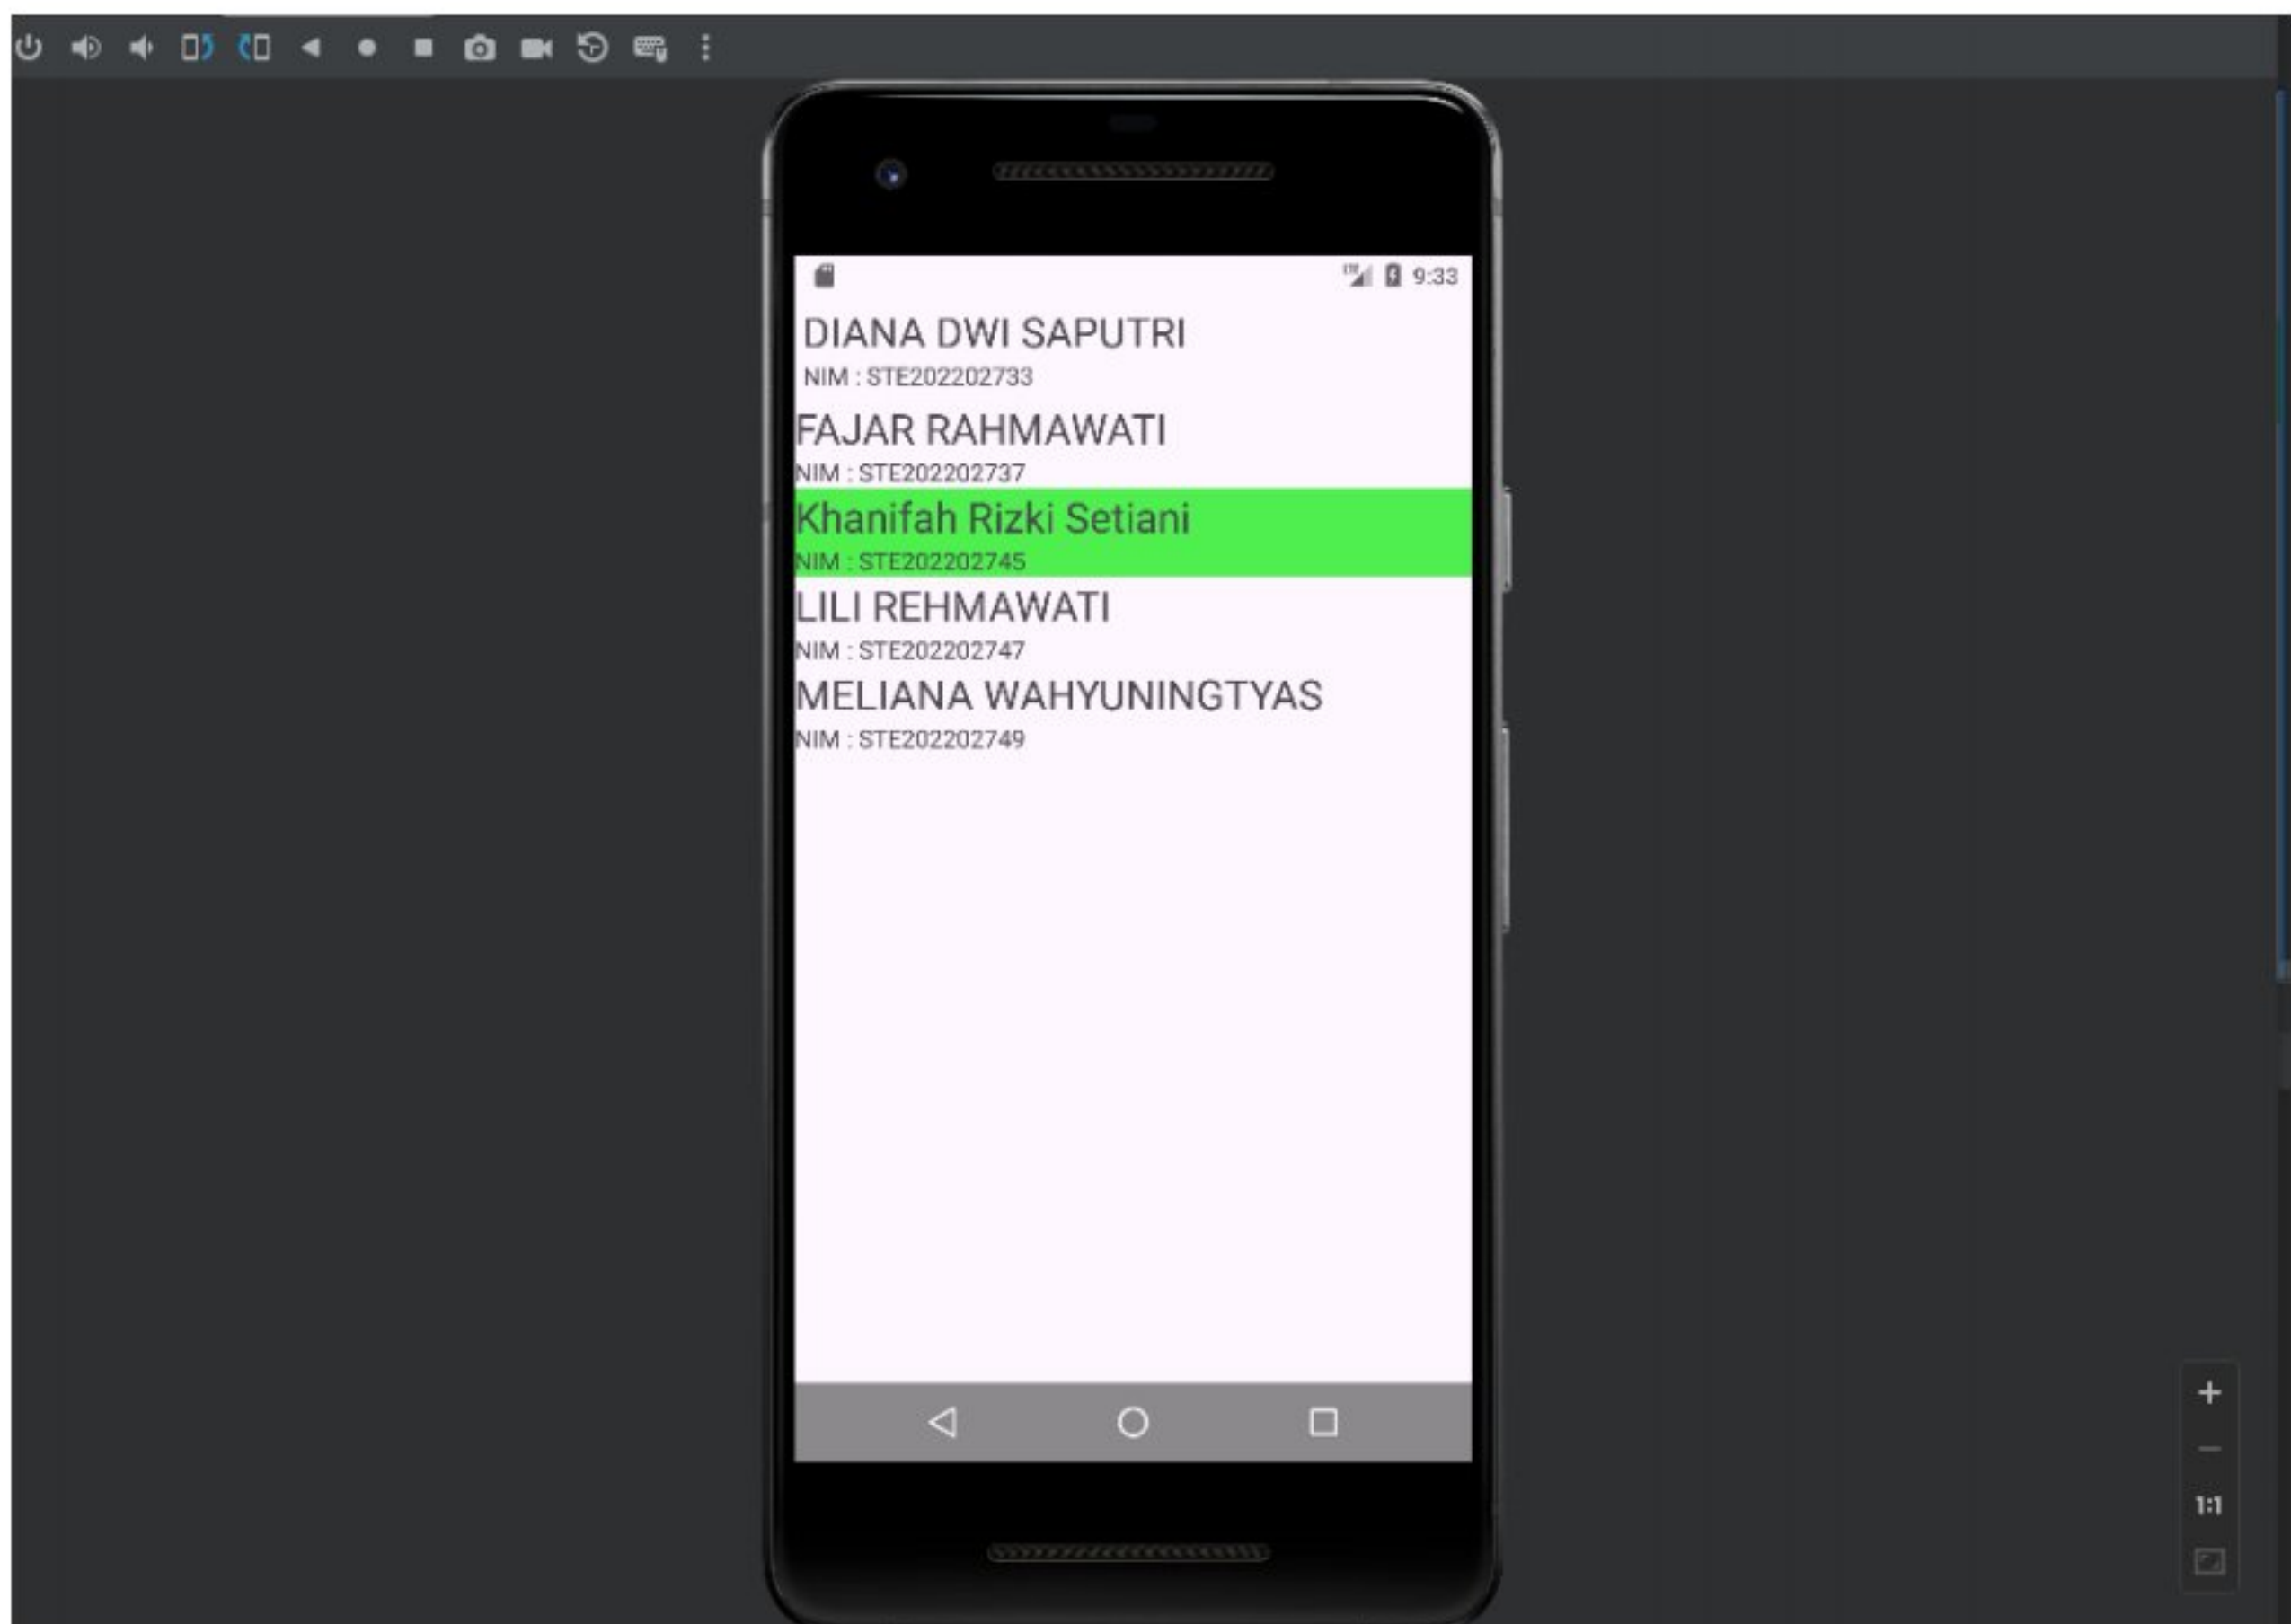 9:33
DIANA DWI SAPUTRI
NIM : STE202202733
FAJAR RAHMAWATI
NIM : STE202202737
Khanifah Rizki Setiani
NIM : STE202202745
LILI REHMAWATI
NIM : STE202202747
MELIANA WAHYUNINGTYAS
NIM : STE202202749
1:1